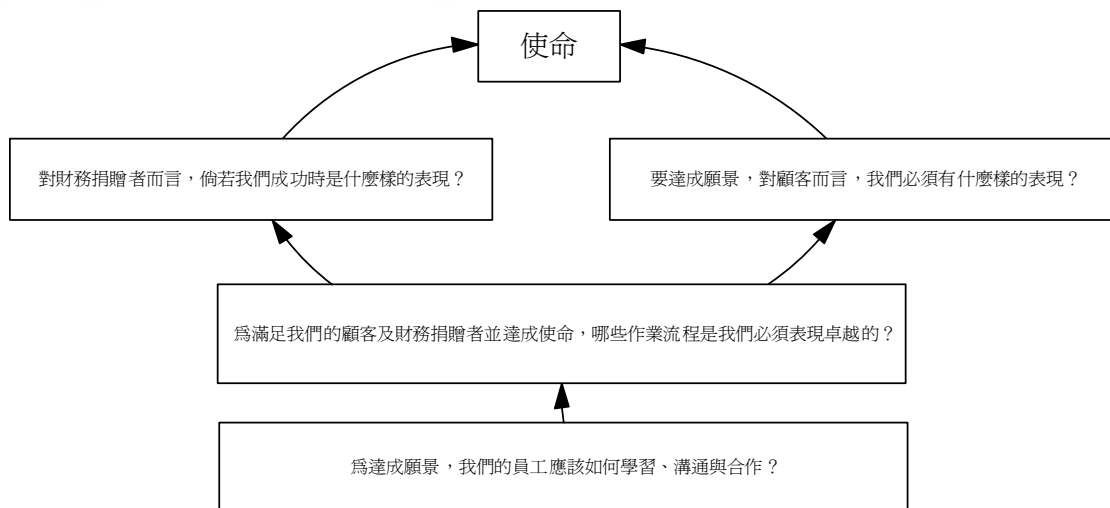 使命
對財務捐贈者而言，倘若我們成功時是什麼樣的表現？
要達成願景，對顧客而言，我們必須有什麼樣的表現？
為滿足我們的顧客及財務捐贈者並達成使命，哪些作業流程是我們必須表現卓越的？
為達成願景，我們的員工應該如何學習、溝通與合作？